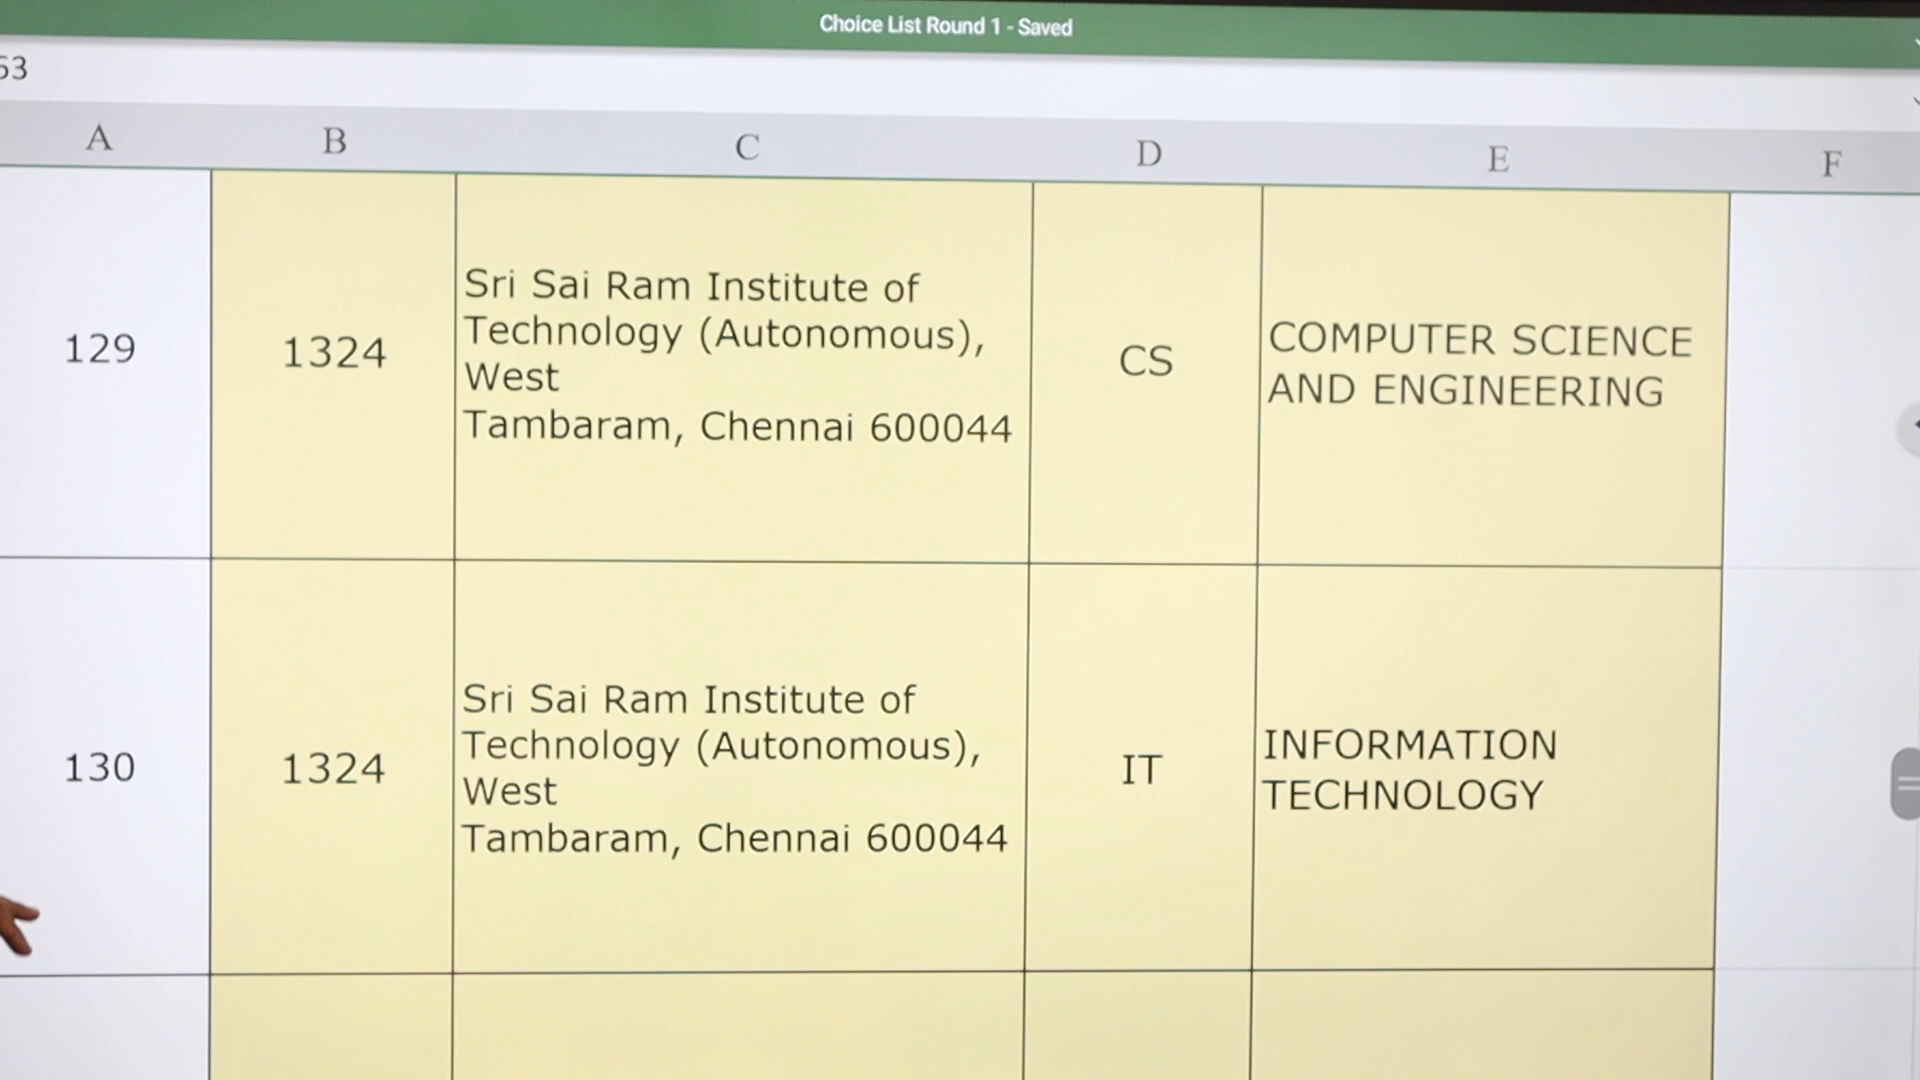 Choice List Round 1 - Saved
53
A B C D E F
129 1324 Sri Sai Ram Institute of
Technology (Autonomous),
West
Tambaram, Chennai 600044 CS COMPUTER SCIENCE
AND ENGINEERING
130 1324 Sri Sai Ram Institute of
Technology (Autonomous),
West
Tambaram, Chennai 600044 IT INFORMATION
TECHNOLOGY